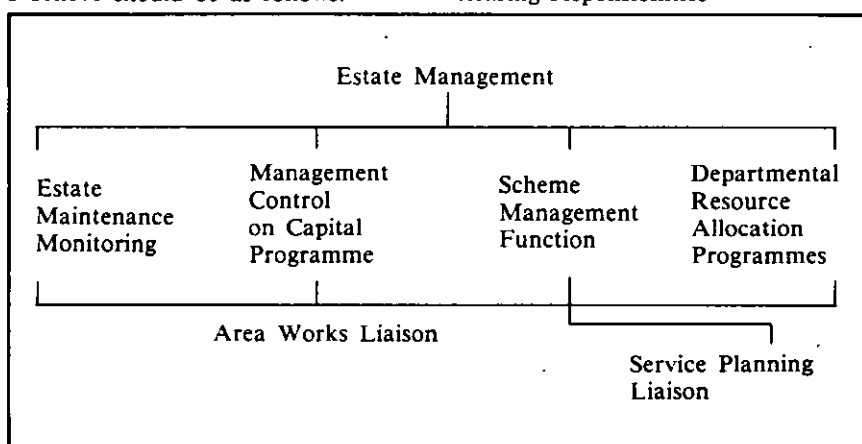 Estate Management
Estate
Maintenance
Monitoring
Management
Control
on Capital
Programme
Scheme
Management
Function
Departmental
Resource
Allocation
Programmes
Area Works Liaison
Service Planning
Liaison